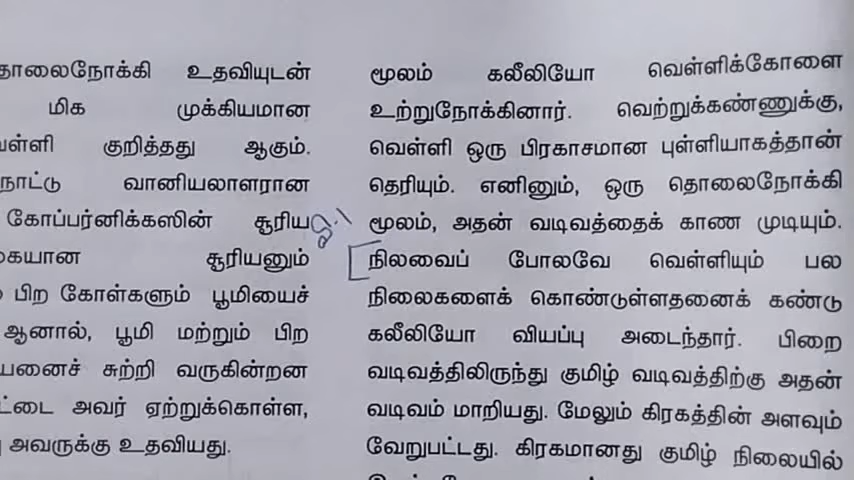 உதவியுடன்
மிக முக்கியமான
குறித்தது ஆகும்.
வானியலாளரான
கோப்பர்னிக்கஸின் சூரிய
சூரியனும்
பிற கோள்களும் பூமியைச்
ஆனால், பூமி மற்றும் பிற
சுற்றி வருகின்றன
அவர் ஏற்றுக்கொள்ள,
அவருக்கு உதவியது.
மூலம் கலீலியோ வெள்ளிக்கோளை
உற்றுநோக்கினார். வெற்றுக்கண்ணுக்கு,
வெள்ளி ஒரு பிரகாசமான புள்ளியாகத்தான்
தெரியும். எனினும், ஒரு தொலைநோக்கி
மூலம், அதன் வடிவத்தைக் காண முடியும்.
நிலவைப் போலவே வெள்ளியும் பல
நிலைகளைக் கொண்டுள்ளதனைக் கண்டு
கலீலியோ வியப்பு அடைந்தார். பிறை
வடிவத்திலிருந்து குமிழ் வடிவத்திற்கு அதன்
வடிவம் மாறியது. மேலும் கிரகத்தின் அளவும்
வேறுபட்டது. கிரகமானது குமிழ் நிலையில்